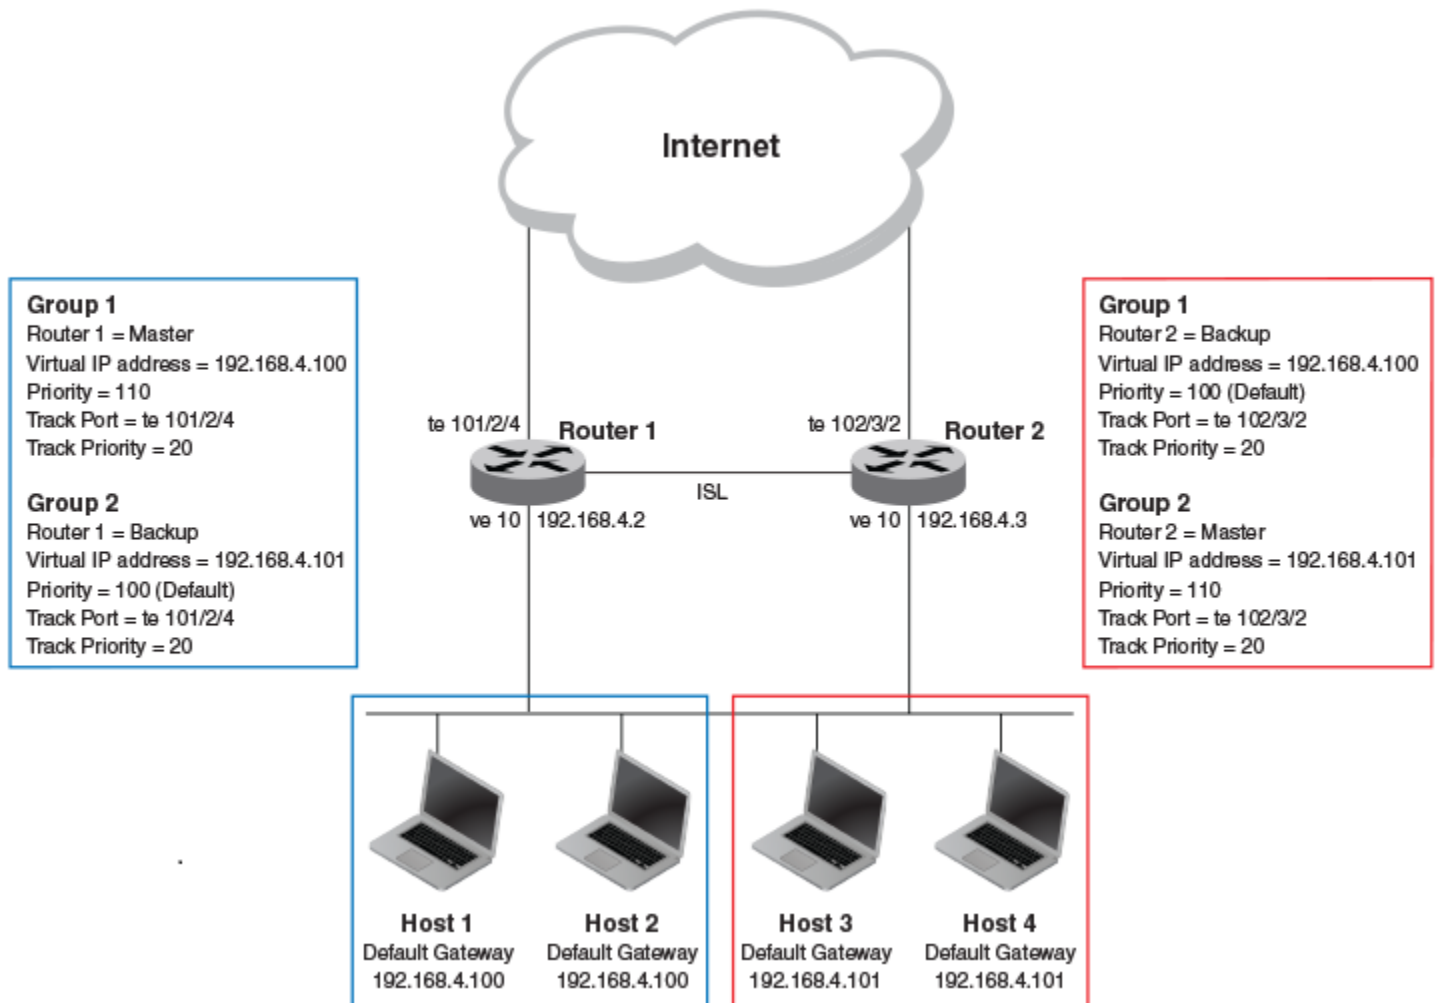 Internet
Group 1
Router 1 = Master
Virtual IP address = 192.168.4.100
Priority = 110
Track Port = te 101/2/4
Track Priority = 20
Group 2
Router 1 = Backup
Virtual IP address = 192.168.4.101
Priority = 100 (Default)
Track Port = te 101/2/4
Track Priority = 20
Group 1
Router 2 = Backup
Virtual IP address = 192.168.4.100
Priority = 100 (Default)
Track Port = te 102/3/2
Track Priority = 20
Group 2
Router 2 = Master
Virtual IP address = 192.168.4.101
Priority = 110
Track Port = te 102/3/2
Track Priority = 20
te 101/2/4
Router 1
te 102/3/2
Router 2
ISL
ve 10
192.168.4.2
ve 10
192.168.4.3
Host 1
Default Gateway
192.168.4.100
Host 2
Default Gateway
192.168.4.100
Host 3
Default Gateway
192.168.4.101
Host 4
Default Gateway
192.168.4.101